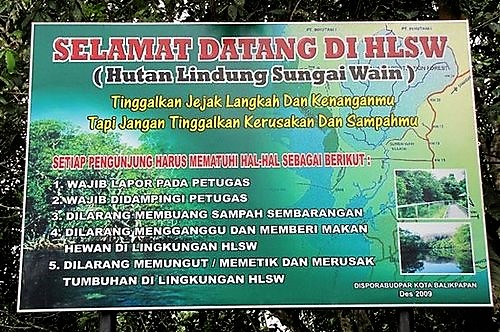 SELAMAT DATANG DI HLSW
( Hutan Lindung Sungai Wain )
Tinggalkan Jejak Langkah Dan Kenanganmu
Tapi Jangan Tinggalkan Kerusakan Dan Sampahmu
SETIAP PENGUNJUNG HARUS MEMATUHI HAL-HAL SEBAGAI BERIKUT :
1. WAJIB LAPOR PADA PETUGAS
2. WAJIB DIDAMPINGI PETUGAS
3. DILARANG MEMBUANG SAMPAH SEMBARANGAN
4. DILARANG MENGGANGGU DAN MEMBERI MAKAN
HEWAN DI LINGKUNGAN HLSW
5. DILARANG MEMUNGUT / MEMETIK DAN MERUSAK
TUMBUHAN DI LINGKUNGAN HLSW
DISPORABUDPAR KOTA BALIKPAPAN
Des 2009